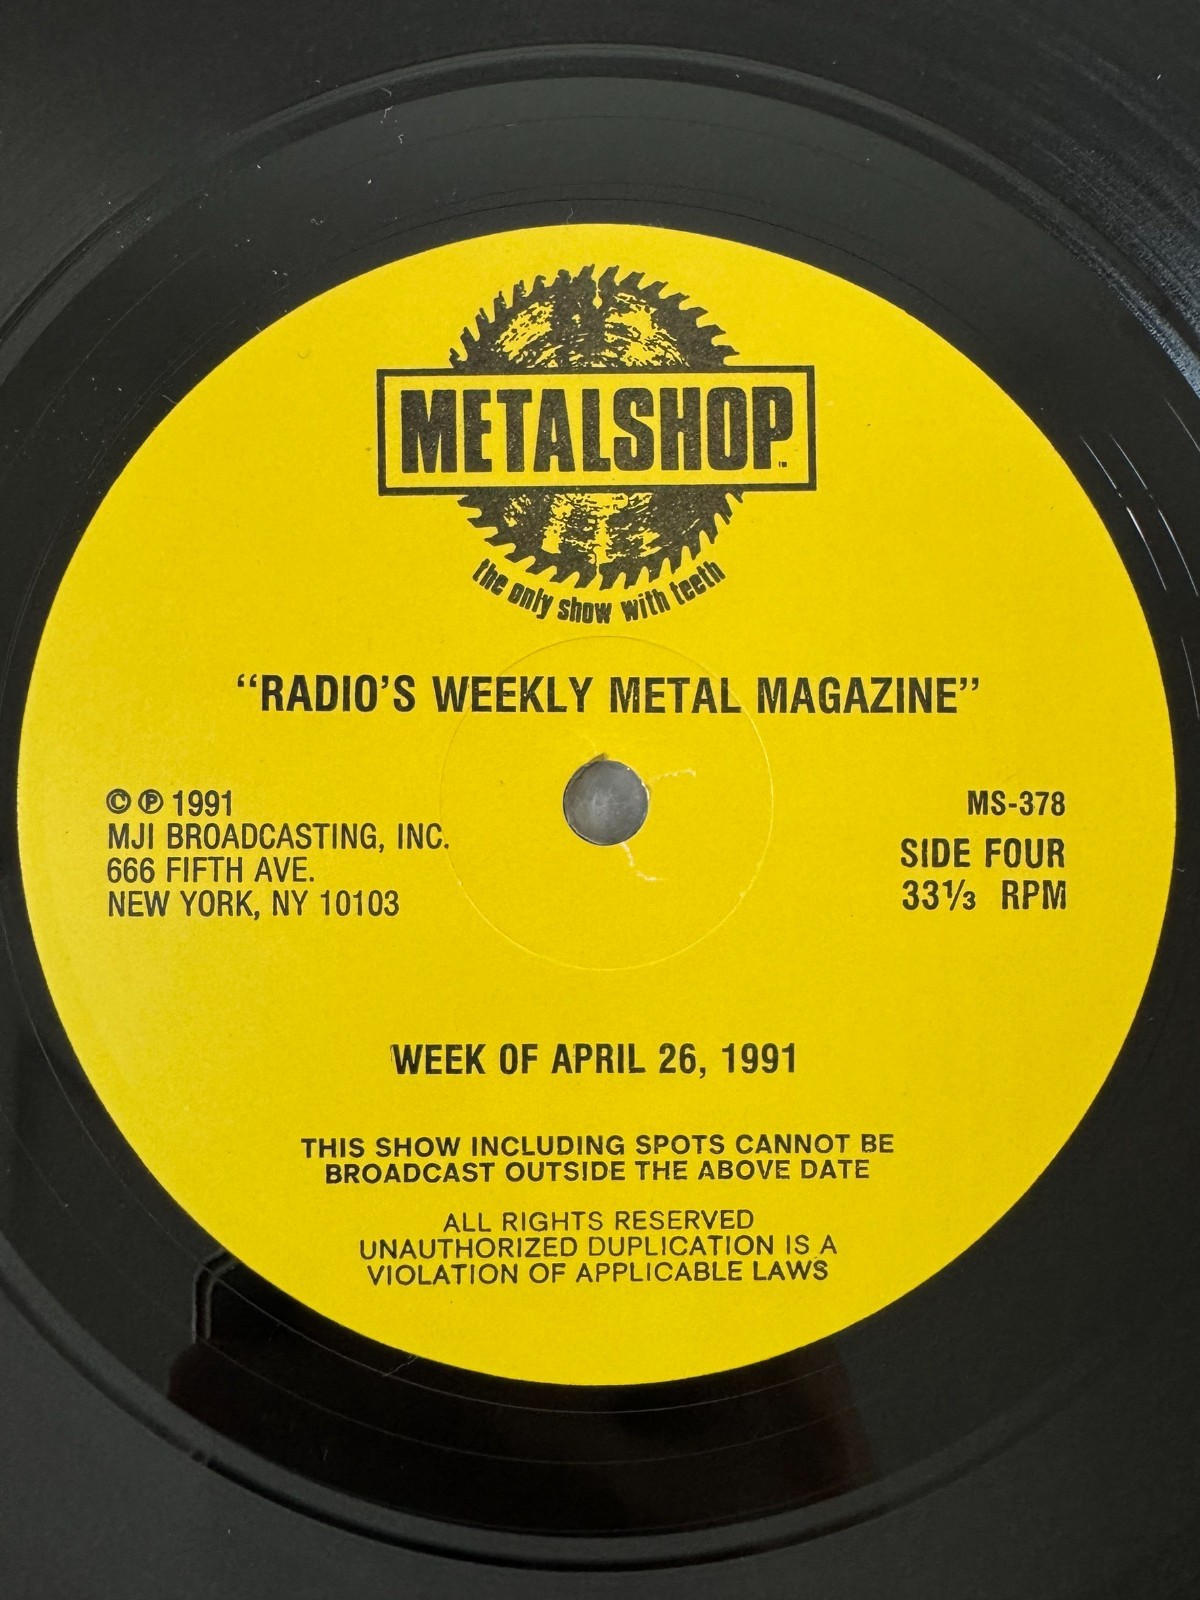 METALSHOP™
the only show with teeth
"RADIO'S WEEKLY METAL MAGAZINE"
© ℗ 1991
MJI BROADCASTING, INC.
666 FIFTH AVE.
NEW YORK, NY 10103
MS-378
SIDE FOUR
33⅓ RPM
WEEK OF APRIL 26, 1991
THIS SHOW INCLUDING SPOTS CANNOT BE
BROADCAST OUTSIDE THE ABOVE DATE
ALL RIGHTS RESERVED
UNAUTHORIZED DUPLICATION IS A
VIOLATION OF APPLICABLE LAWS